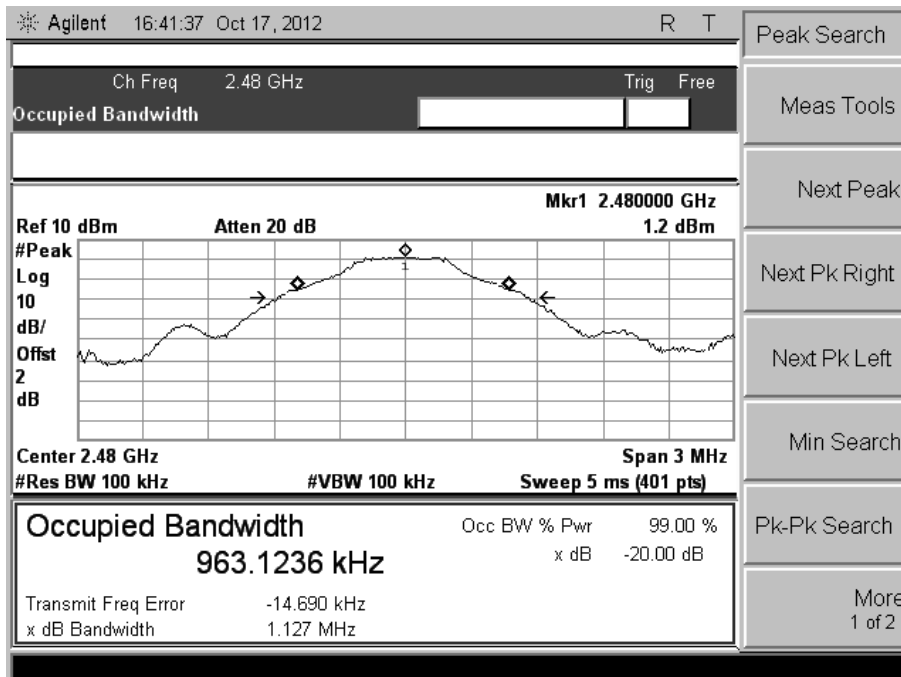 Agilent 16:41:37 Oct 17, 2012 R T
Ch Freq 2.48 GHz Trig Free
Occupied Bandwidth
Mkr1 2.480000 GHz
Ref 10 dBm Atten 20 dB 1.2 dBm
#Peak
Log
10
dB/
Offst
2
dB
1
Center 2.48 GHz Span 3 MHz
#Res BW 100 kHz #VBW 100 kHz Sweep 5 ms (401 pts)
Occupied Bandwidth Occ BW % Pwr 99.00 %
963.1236 kHz x dB -20.00 dB
Transmit Freq Error -14.690 kHz
x dB Bandwidth 1.127 MHz
Peak Search
Meas Tools
Next Peak
Next Pk Right
Next Pk Left
Min Search
Pk-Pk Search
More
1 of 2